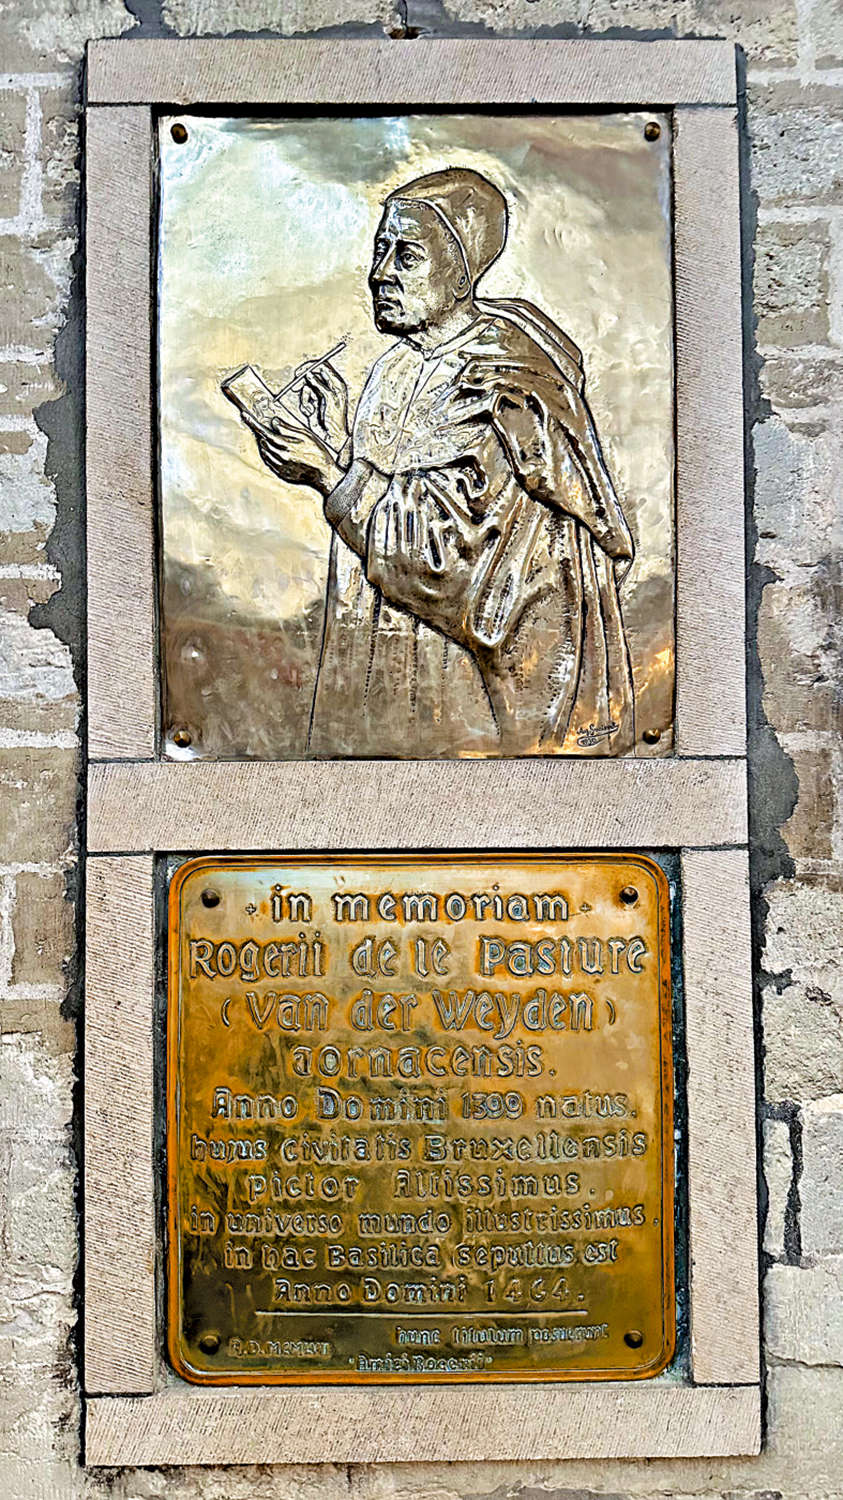 in memoriam
Rogerii de le Pasture
(Van der Weyden)
Tornacensis.
Anno Domini 1399 natus.
hujus civitatis Bruxellensis
pictor Altissimus.
in universo mundo illustrissimus.
in hac Basilica sepultus est
Anno Domini 1464.
hunc titulum posuerunt
A.D.
"Amici Rogerii"